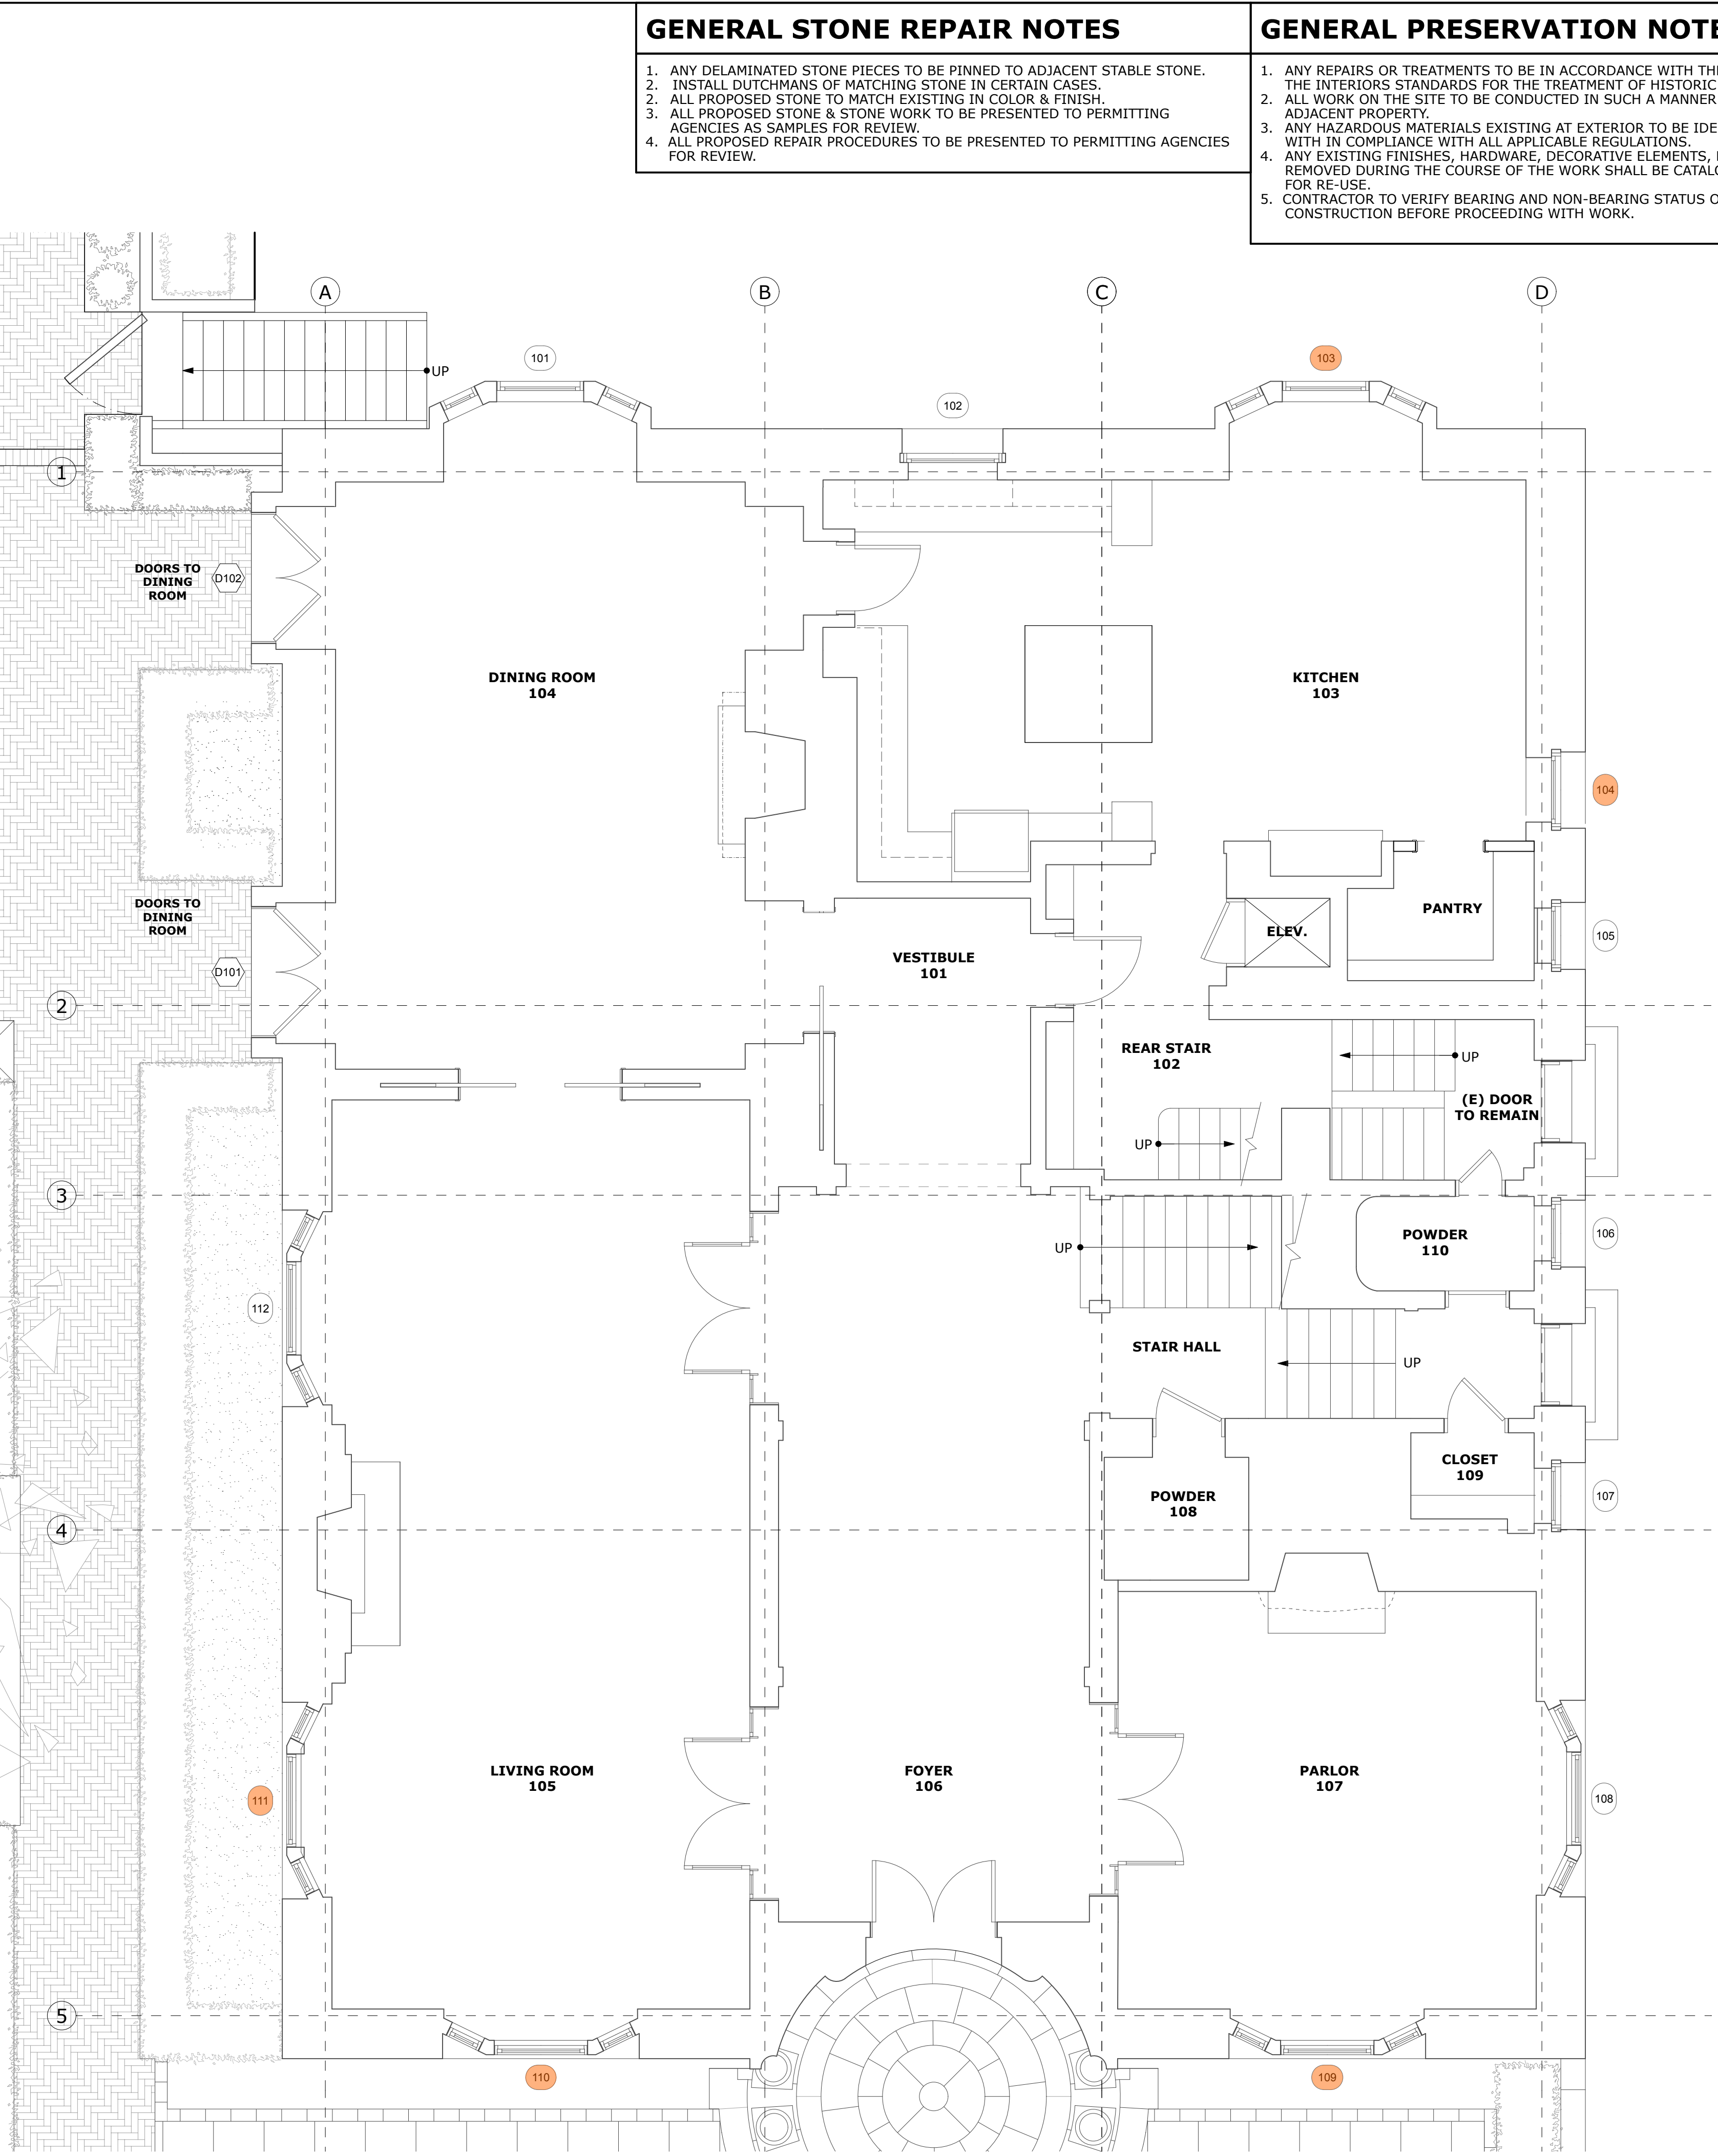 GENERAL STONE REPAIR NOTES
1. ANY DELAMINATED STONE PIECES TO BE PINNED TO ADJACENT STABLE STONE.
2. INSTALL DUTCHMANS OF MATCHING STONE IN CERTAIN CASES.
2. ALL PROPOSED STONE TO MATCH EXISTING IN COLOR & FINISH.
3. ALL PROPOSED STONE & STONE WORK TO BE PRESENTED TO PERMITTING
AGENCIES AS SAMPLES FOR REVIEW.
4. ALL PROPOSED REPAIR PROCEDURES TO BE PRESENTED TO PERMITTING AGENCIES
FOR REVIEW.
GENERAL PRESERVATION
1. ANY REPAIRS OR TREATMENTS TO BE IN ACCORDANCE WITH
THE INTERIORS STANDARDS FOR THE TREATMENT OF HISTORIC
2. ALL WORK ON THE SITE TO BE CONDUCTED IN SUCH A MANNER
ADJACENT PROPERTY.
3. ANY HAZARDOUS MATERIALS EXISTING AT EXTERIOR TO BE
WITH IN COMPLIANCE WITH ALL APPLICABLE REGULATIONS.
4. ANY EXISTING FINISHES, HARDWARE, DECORATIVE ELEMENTS,
REMOVED DURING THE COURSE OF THE WORK SHALL BE
FOR RE-USE.
5. CONTRACTOR TO VERIFY BEARING AND NON-BEARING STATUS
CONSTRUCTION BEFORE PROCEEDING WITH WORK.
A
B
C
D
101
103
UP
102
1
DOORS TO
DINING
ROOM
D102
DINING ROOM
104
KITCHEN
103
104
DOORS TO
DINING
ROOM
PANTRY
ELEV.
105
VESTIBULE
101
D101
2
REAR STAIR
102
UP
(E) DOOR
TO REMAIN
UP
3
POWDER
110
106
UP
112
STAIR HALL
UP
CLOSET
109
POWDER
108
107
4
LIVING ROOM
105
FOYER
106
PARLOR
107
111
108
5
110
109